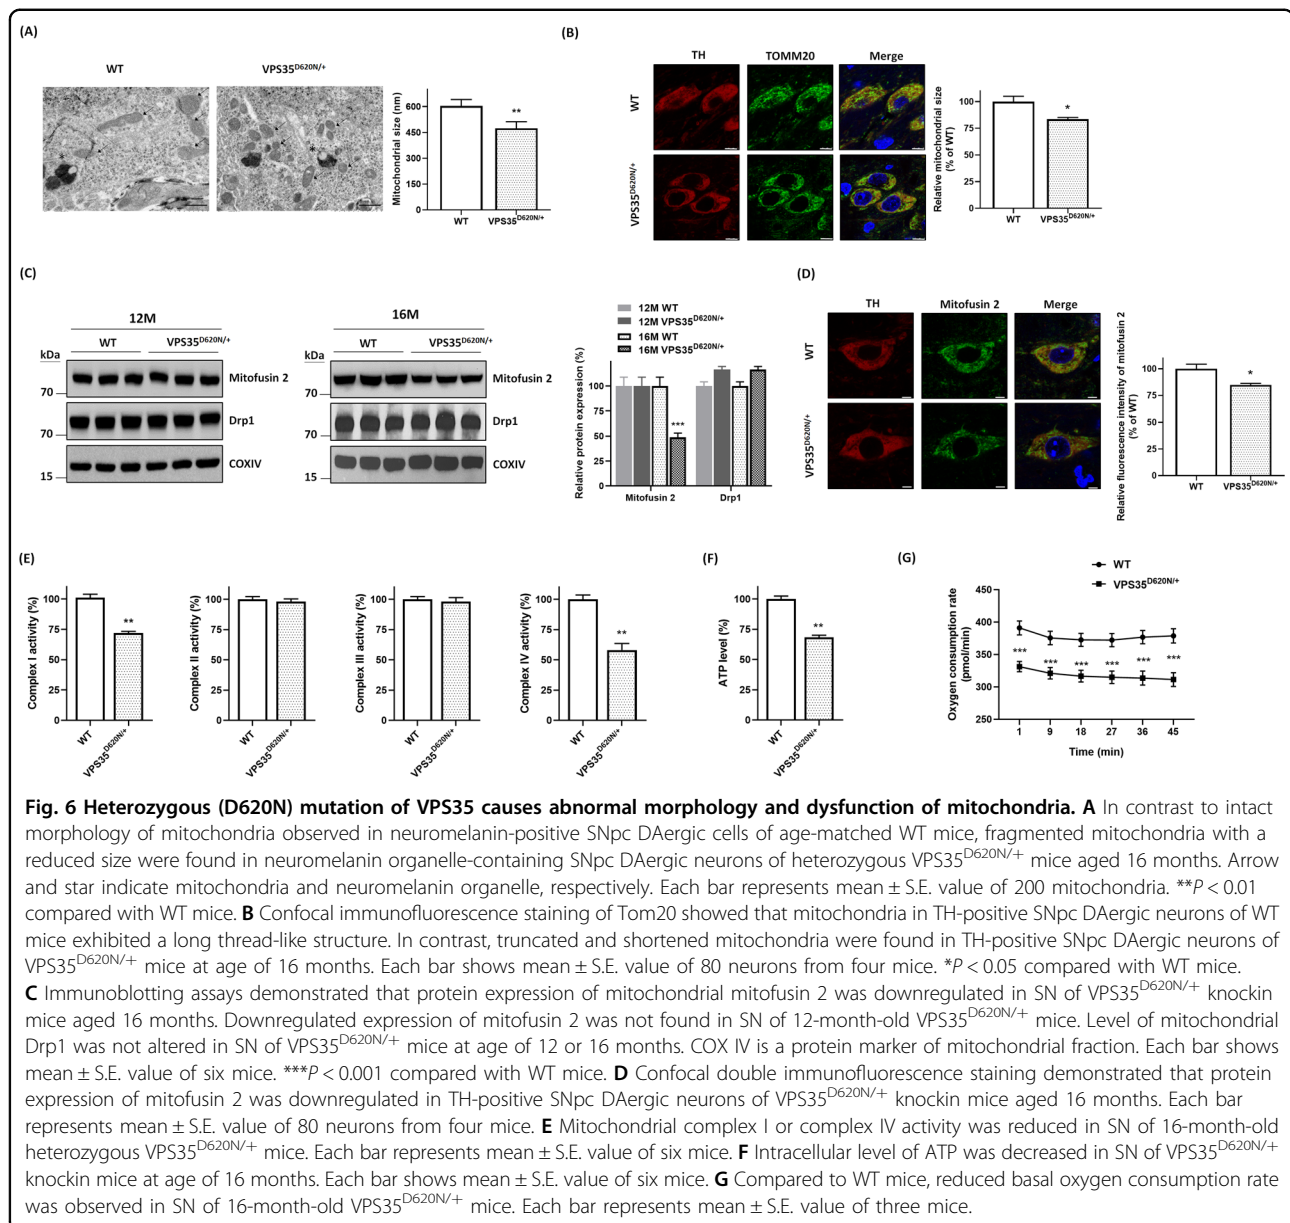 (A)
WT
VPS35D620N/+
*
*
Mitochondrial size (nm)
600
450
300
150
0
**
WT
VPS35D620N/+
(B)
TH
TOMM20
Merge
WT
VPS35D620N/+
Relative mitochondrial size
(% of WT)
100
75
50
25
0
*
WT
VPS35D620N/+
(C)
12M
WT
VPS35D620N/+
kDa
70
70
15
Mitofusin 2
Drp1
COXIV
16M
WT
VPS35D620N/+
kDa
70
70
15
Mitofusin 2
Drp1
COXIV
12M WT
12M VPS35D620N/+
16M WT
16M VPS35D620N/+
Relative protein expression (%)
100
75
50
25
0
***
Mitofusin 2
Drp1
(D)
TH
Mitofusin 2
Merge
WT
VPS35D620N/+
Relative fluorescence intensity of mitofusin 2
(% of WT)
100
75
50
25
0
*
WT
VPS35D620N/+
(E)
Complex I activity (%)
100
75
50
25
0
**
WT
VPS35D620N/+
Complex II activity (%)
100
75
50
25
0
WT
VPS35D620N/+
Complex III activity (%)
100
75
50
25
0
WT
VPS35D620N/+
Complex IV activity (%)
100
75
50
25
0
**
WT
VPS35D620N/+
(F)
ATP level (%)
100
75
50
25
0
**
WT
VPS35D620N/+
(G)
WT
VPS35D620N/+
Oxygen consumption rate
(pmol/min)
400
350
300
250
*** *** *** *** *** ***
1 9 18 27 36 45
Time (min)
Fig. 6 Heterozygous (D620N) mutation of VPS35 causes abnormal morphology and dysfunction of mitochondria. A In contrast to intact
morphology of mitochondria observed in neuromelanin-positive SNpc DAergic cells of age-matched WT mice, fragmented mitochondria with a
reduced size were found in neuromelanin organelle-containing SNpc DAergic neurons of heterozygous VPS35D620N/+ mice aged 16 months. Arrow
and star indicate mitochondria and neuromelanin organelle, respectively. Each bar represents mean ± S.E. value of 200 mitochondria. **P < 0.01
compared with WT mice. B Confocal immunofluorescence staining of Tom20 showed that mitochondria in TH-positive SNpc DAergic neurons of WT
mice exhibited a long thread-like structure. In contrast, truncated and shortened mitochondria were found in TH-positive SNpc DAergic neurons of
VPS35D620N/+ mice at age of 16 months. Each bar shows mean ± S.E. value of 80 neurons from four mice. *P < 0.05 compared with WT mice.
C Immunoblotting assays demonstrated that protein expression of mitochondrial mitofusin 2 was downregulated in SN of VPS35D620N/+ knockin
mice aged 16 months. Downregulated expression of mitofusin 2 was not found in SN of 12-month-old VPS35D620N/+ mice. Level of mitochondrial
Drp1 was not altered in SN of VPS35D620N/+ mice at age of 12 or 16 months. COX IV is a protein marker of mitochondrial fraction. Each bar shows
mean ± S.E. value of six mice. ***P < 0.001 compared with WT mice. D Confocal double immunofluorescence staining demonstrated that protein
expression of mitofusin 2 was downregulated in TH-positive SNpc DAergic neurons of VPS35D620N/+ knockin mice aged 16 months. Each bar
represents mean ± S.E. value of 80 neurons from four mice. E Mitochondrial complex I or complex IV activity was reduced in SN of 16-month-old
heterozygous VPS35D620N/+ mice. Each bar represents mean ± S.E. value of six mice. F Intracellular level of ATP was decreased in SN of VPS35D620N/+
knockin mice at age of 16 months. Each bar shows mean ± S.E. value of six mice. G Compared to WT mice, reduced basal oxygen consumption rate
was observed in SN of 16-month-old VPS35D620N/+ mice. Each bar represents mean ± S.E. value of three mice.